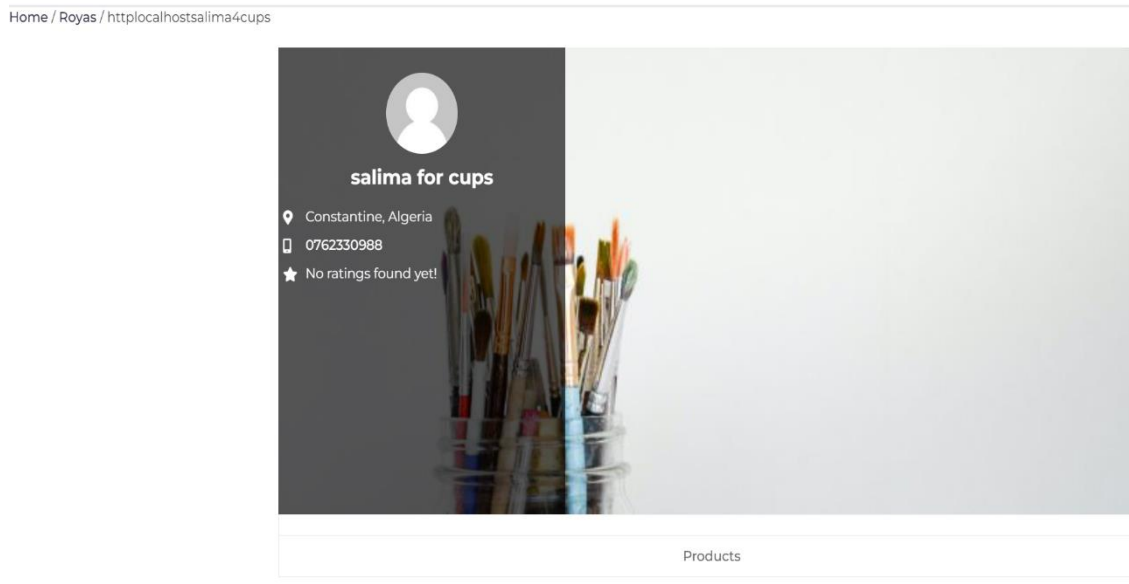 Home / Royas / httplocalhostsalima4cups
salima for cups
Constantine, Algeria
0762330988
No ratings found yet!
Products